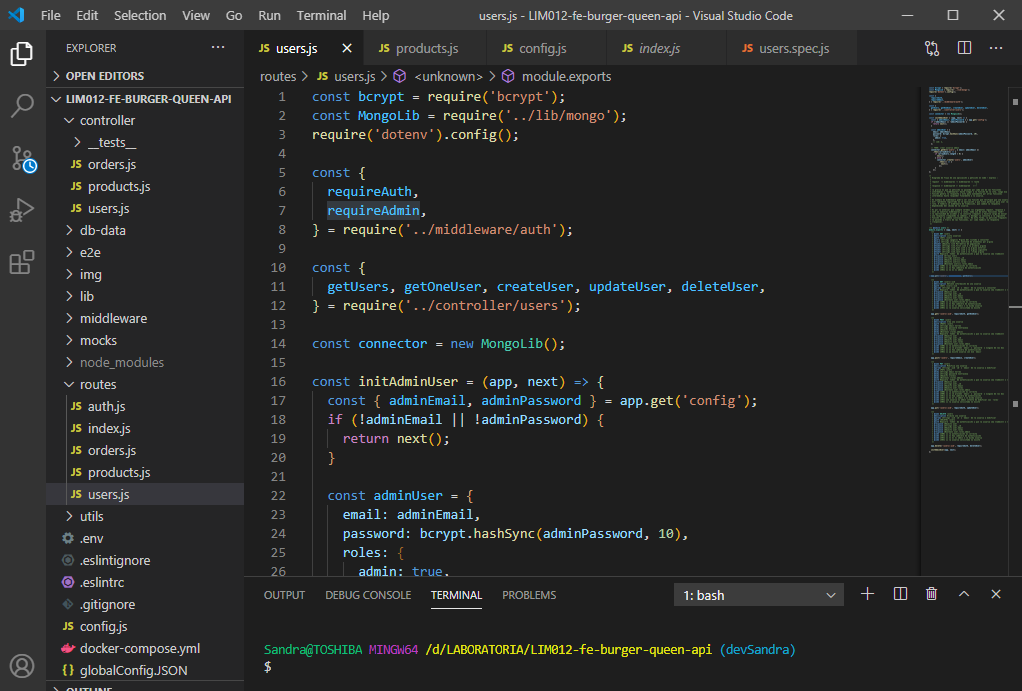 File Edit Selection View Go Run Terminal Help users.js - LIM012-fe-burger-queen-api - Visual Studio Code
EXPLORER ...
OPEN EDITORS
LIM012-FE-BURGER-QUEEN-API
controller
__tests__
JS orders.js
JS products.js
JS users.js
db-data
e2e
img
lib
middleware
mocks
node_modules
routes
JS auth.js
JS index.js
JS orders.js
JS products.js
JS users.js
utils
.env
.eslintignore
.eslintrc
.gitignore
JS config.js
docker-compose.yml
{} globalConfig.JSON
OUTLINE
JS users.js JS products.js JS config.js JS index.js JS users.spec.js
routes > JS users.js > <unknown> > module.exports
1 const bcrypt = require('bcrypt');
2 const MongoLib = require('../lib/mongo');
3 require('dotenv').config();
4
5 const {
6 requireAuth,
7 requireAdmin,
8 } = require('../middleware/auth');
9
10 const {
11 getUsers, getOneUser, createUser, updateUser, deleteUser,
12 } = require('../controller/users');
13
14 const connector = new MongoLib();
15
16 const initAdminUser = (app, next) => {
17 const { adminEmail, adminPassword } = app.get('config');
18 if (!adminEmail || !adminPassword) {
19 return next();
20 }
21
22 const adminUser = {
23 email: adminEmail,
24 password: bcrypt.hashSync(adminPassword, 10),
25 roles: {
26 admin: true,
OUTPUT DEBUG CONSOLE TERMINAL PROBLEMS 1: bash
Sandra@TOSHIBA MINGW64 /d/LABORATORIA/LIM012-fe-burger-queen-api (devSandra)
$